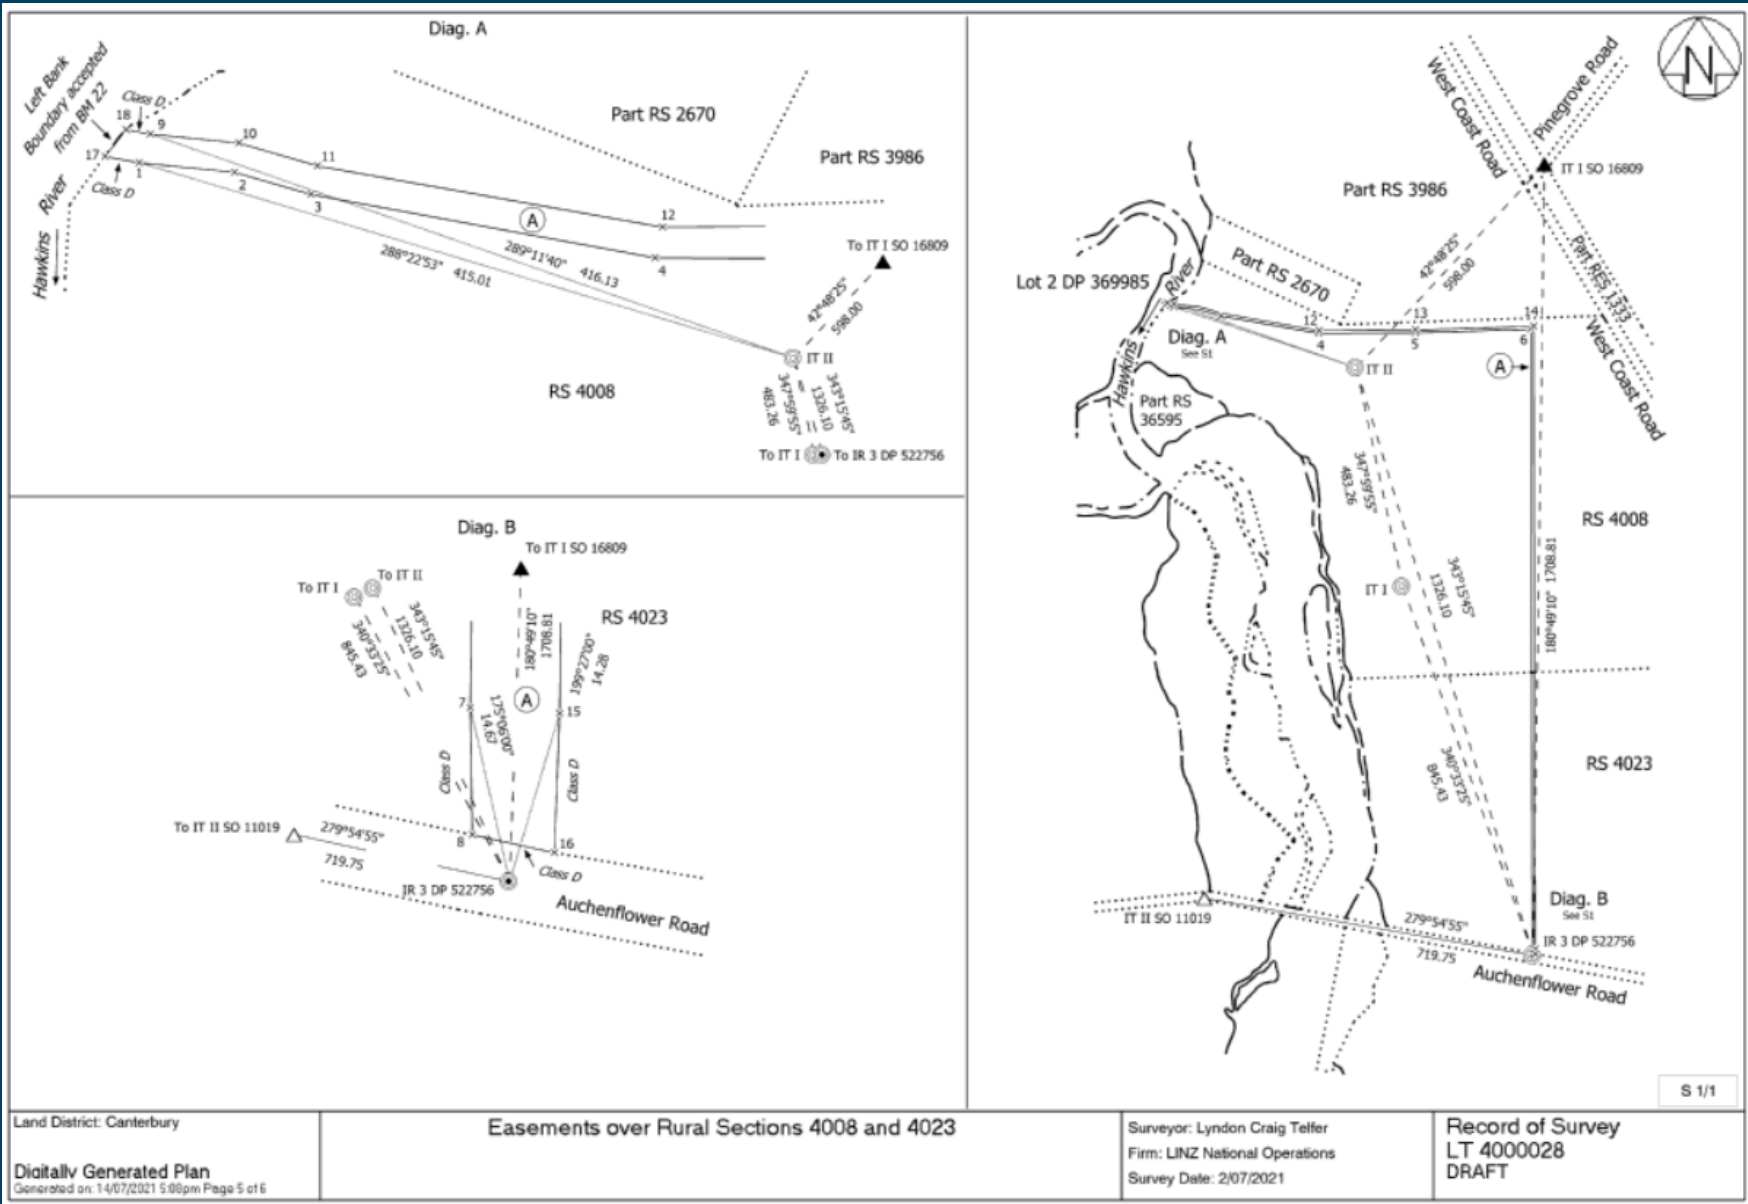 Diag. A
Left Bank
Boundary accepted
from BM 22
Class D
18
9
10
11
17
1
Class D
2
3
A
12
4
Part RS 2670
Part RS 3986
River
Hawkins
288°22'53" 415.01
289°11'40" 416.13
To IT I SO 16809
42°48'25"
598.00
IT II
RS 4008
347°59'55"
483.26
343°15'45"
1326.10
To IT I
To IR 3 DP 522756
Diag. B
To IT I SO 16809
To IT I
To IT II
343°15'45"
1326.10
340°33'25"
845.43
180°49'10"
1708.81
RS 4023
199°27'00"
14.28
A
7
15
175°06'00"
14.67
Class D
Class D
To IT II SO 11019
279°54'55"
719.75
8
16
Class D
IR 3 DP 522756
Auchenflower Road
N
West Coast Road
Pinegrove Road
IT I SO 16809
Part RS 3986
42°48'25"
598.00
Part RES 1333
Lot 2 DP 369985
River
Part RS 2670
12
13
14
4
5
6
Diag. A
See S1
Hawkins
IT II
A
West Coast Road
Part RS
36595
347°59'55"
483.26
RS 4008
180°49'10" 1708.81
343°15'45"
1326.10
IT I
340°33'25"
845.43
RS 4023
Diag. B
See S1
IT II SO 11019
279°54'55"
719.75
IR 3 DP 522756
Auchenflower Road
S 1/1
Land District: Canterbury
Digitally Generated Plan
Generated on: 14/07/2021 5:08pm Page 5 of 6
Easements over Rural Sections 4008 and 4023
Surveyor: Lyndon Craig Telfer
Firm: LINZ National Operations
Survey Date: 2/07/2021
Record of Survey
LT 4000028
DRAFT